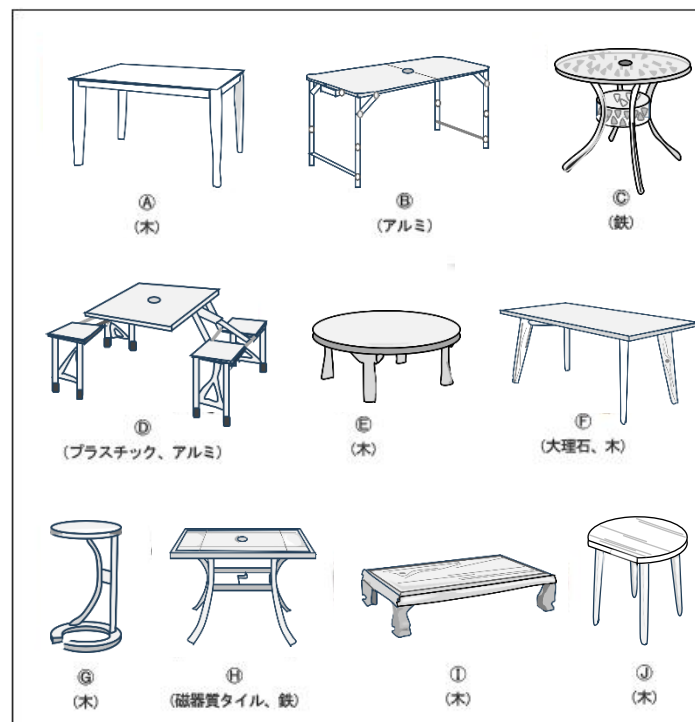 Ⓐ
(木)
Ⓑ
(アルミ)
Ⓒ
(鉄)
Ⓓ
(プラスチック、アルミ)
Ⓔ
(木)
Ⓕ
(大理石、木)
Ⓖ
(木)
Ⓗ
(磁器質タイル、鉄)
Ⓘ
(木)
Ⓙ
(木)